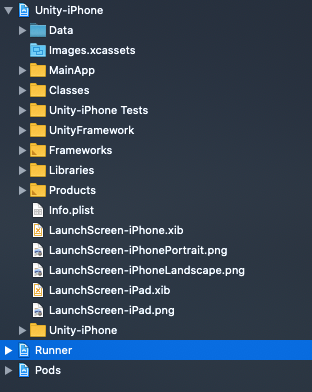 Unity-iPhone
Data
Images.xcassets
MainApp
Classes
Unity-iPhone Tests
UnityFramework
Frameworks
Libraries
Products
Info.plist
LaunchScreen-iPhone.xib
LaunchScreen-iPhonePortrait.png
LaunchScreen-iPhoneLandscape.png
LaunchScreen-iPad.xib
LaunchScreen-iPad.png
Unity-iPhone
Runner
Pods